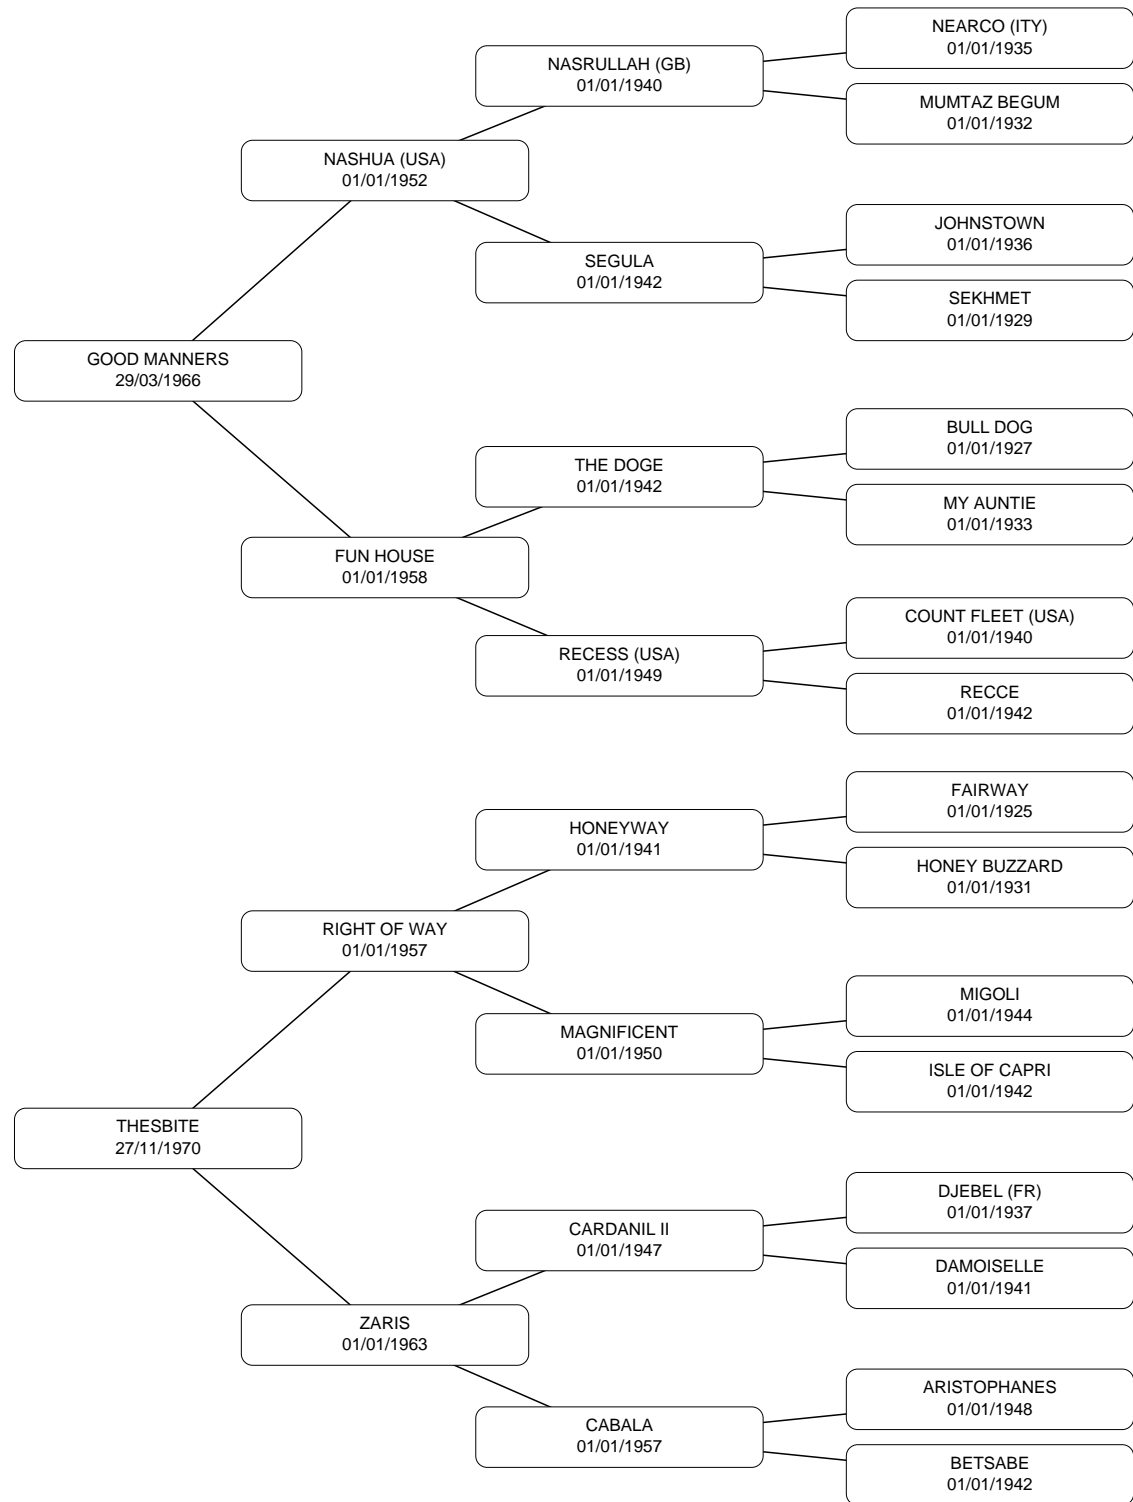 NEARCO (ITY)
01/01/1935
NASRULLAH (GB)
01/01/1940
MUMTAZ BEGUM
01/01/1932
NASHUA (USA)
01/01/1952
JOHNSTOWN
01/01/1936
SEGULA
01/01/1942
SEKHMET
01/01/1929
GOOD MANNERS
29/03/1966
BULL DOG
01/01/1927
THE DOGE
01/01/1942
MY AUNTIE
01/01/1933
FUN HOUSE
01/01/1958
COUNT FLEET (USA)
01/01/1940
RECESS (USA)
01/01/1949
RECCE
01/01/1942
FAIRWAY
01/01/1925
HONEYWAY
01/01/1941
HONEY BUZZARD
01/01/1931
RIGHT OF WAY
01/01/1957
MIGOLI
01/01/1944
MAGNIFICENT
01/01/1950
ISLE OF CAPRI
01/01/1942
THESBITE
27/11/1970
DJEBEL (FR)
01/01/1937
CARDANIL II
01/01/1947
DAMOISELLE
01/01/1941
ZARIS
01/01/1963
ARISTOPHANES
01/01/1948
CABALA
01/01/1957
BETSABE
01/01/1942